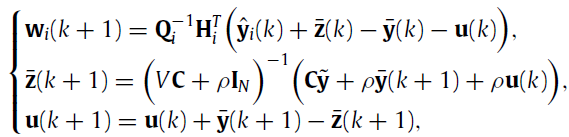 w_i(k + 1) = Q_i^{-1} H_i^T ( ŷ_i(k) + z̄(k) − ȳ(k) − u(k) ),
z̄(k + 1) = ( VC + ρI_N )^{-1} ( Cỹ + ρȳ(k + 1) + ρu(k) ),
u(k + 1) = u(k) + ȳ(k + 1) − z̄(k + 1),